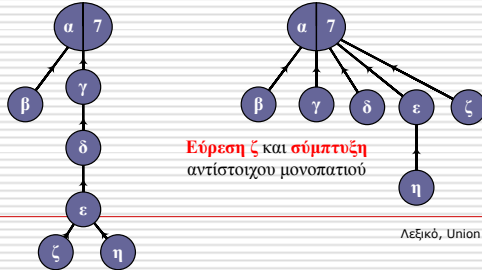 α 7
β
γ
δ
ε
ζ
η
α 7
β
γ
δ
ε
ζ
η
Εύρεση ζ και σύμπτυξη
αντίστοιχου μονοπατιού
Λεξικό, Union